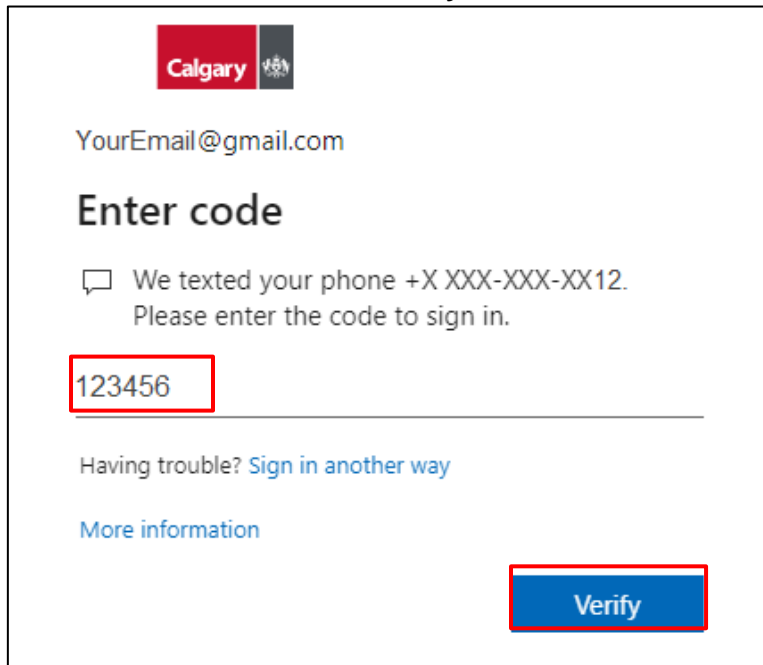 Calgary
YourEmail@gmail.com
Enter code
We texted your phone +X XXX-XXX-XX12.
Please enter the code to sign in.
123456
Having trouble? Sign in another way
More information
Verify